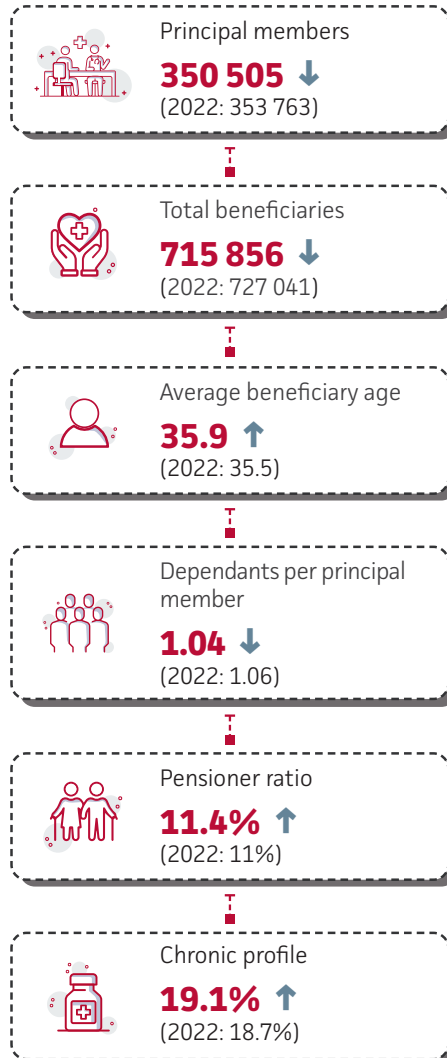 Principal members
350 505 ↓
(2022: 353 763)
Total beneficiaries
715 856 ↓
(2022: 727 041)
Average beneficiary age
35.9 ↑
(2022: 35.5)
Dependants per principal
member
1.04 ↓
(2022: 1.06)
Pensioner ratio
11.4% ↑
(2022: 11%)
Chronic profile
19.1% ↑
(2022: 18.7%)